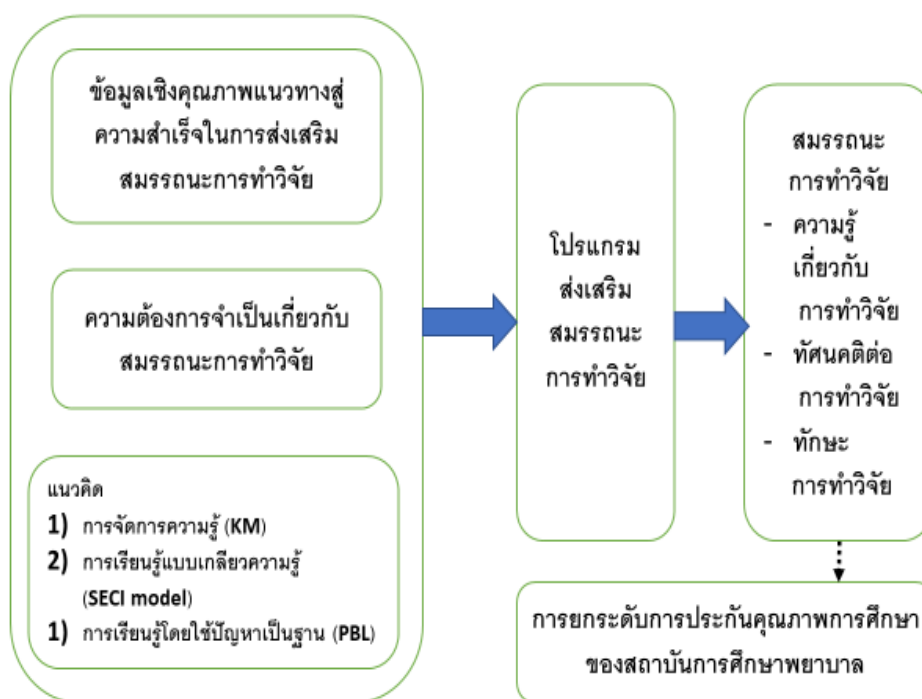 ข้อมูลเชิงคุณภาพแนวทางสู่
ความสำเร็จในการส่งเสริม
สมรรถนะการทำวิจัย
ความต้องการจำเป็นเกี่ยวกับ
สมรรถนะการทำวิจัย
แนวคิด
1) การจัดการความรู้ (KM)
2) การเรียนรู้แบบเกลียวความรู้
(SECI model)
1) การเรียนรู้โดยใช้ปัญหาเป็นฐาน (PBL)
โปรแกรม
ส่งเสริม
สมรรถนะ
การทำวิจัย
สมรรถนะ
การทำวิจัย
- ความรู้
เกี่ยวกับ
การทำวิจัย
- ทัศนคติต่อ
การทำวิจัย
- ทักษะ
การทำวิจัย
การยกระดับการประกันคุณภาพการศึกษา
ของสถาบันการศึกษาพยาบาล